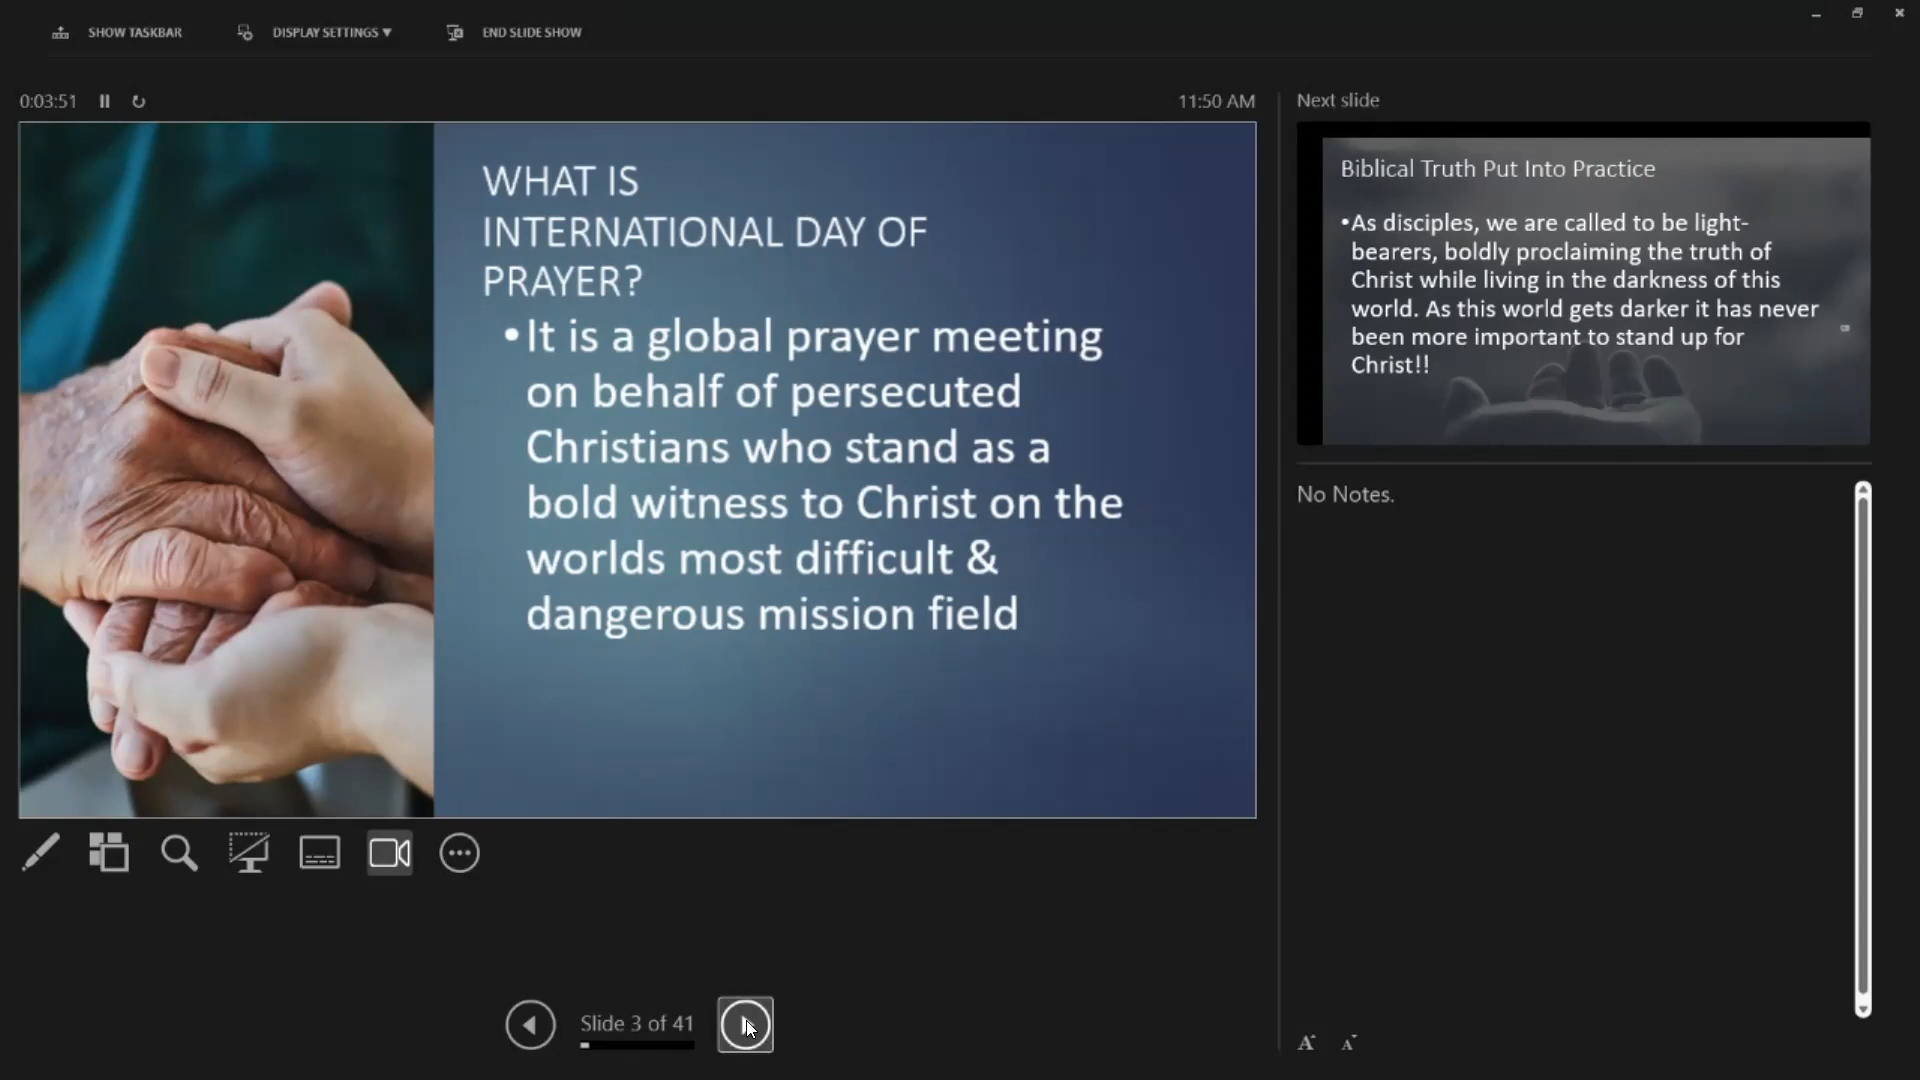 SHOW TASKBAR
DISPLAY SETTINGS ▼
END SLIDE SHOW
0:03:51
11:50 AM
WHAT IS
INTERNATIONAL DAY OF
PRAYER?
•It is a global prayer meeting
on behalf of persecuted
Christians who stand as a
bold witness to Christ on the
worlds most difficult &
dangerous mission field
Slide 3 of 41
Next slide
Biblical Truth Put Into Practice
•As disciples, we are called to be light-
bearers, boldly proclaiming the truth of
Christ while living in the darkness of this
world. As this world gets darker it has never
been more important to stand up for
Christ!!
No Notes.
A A